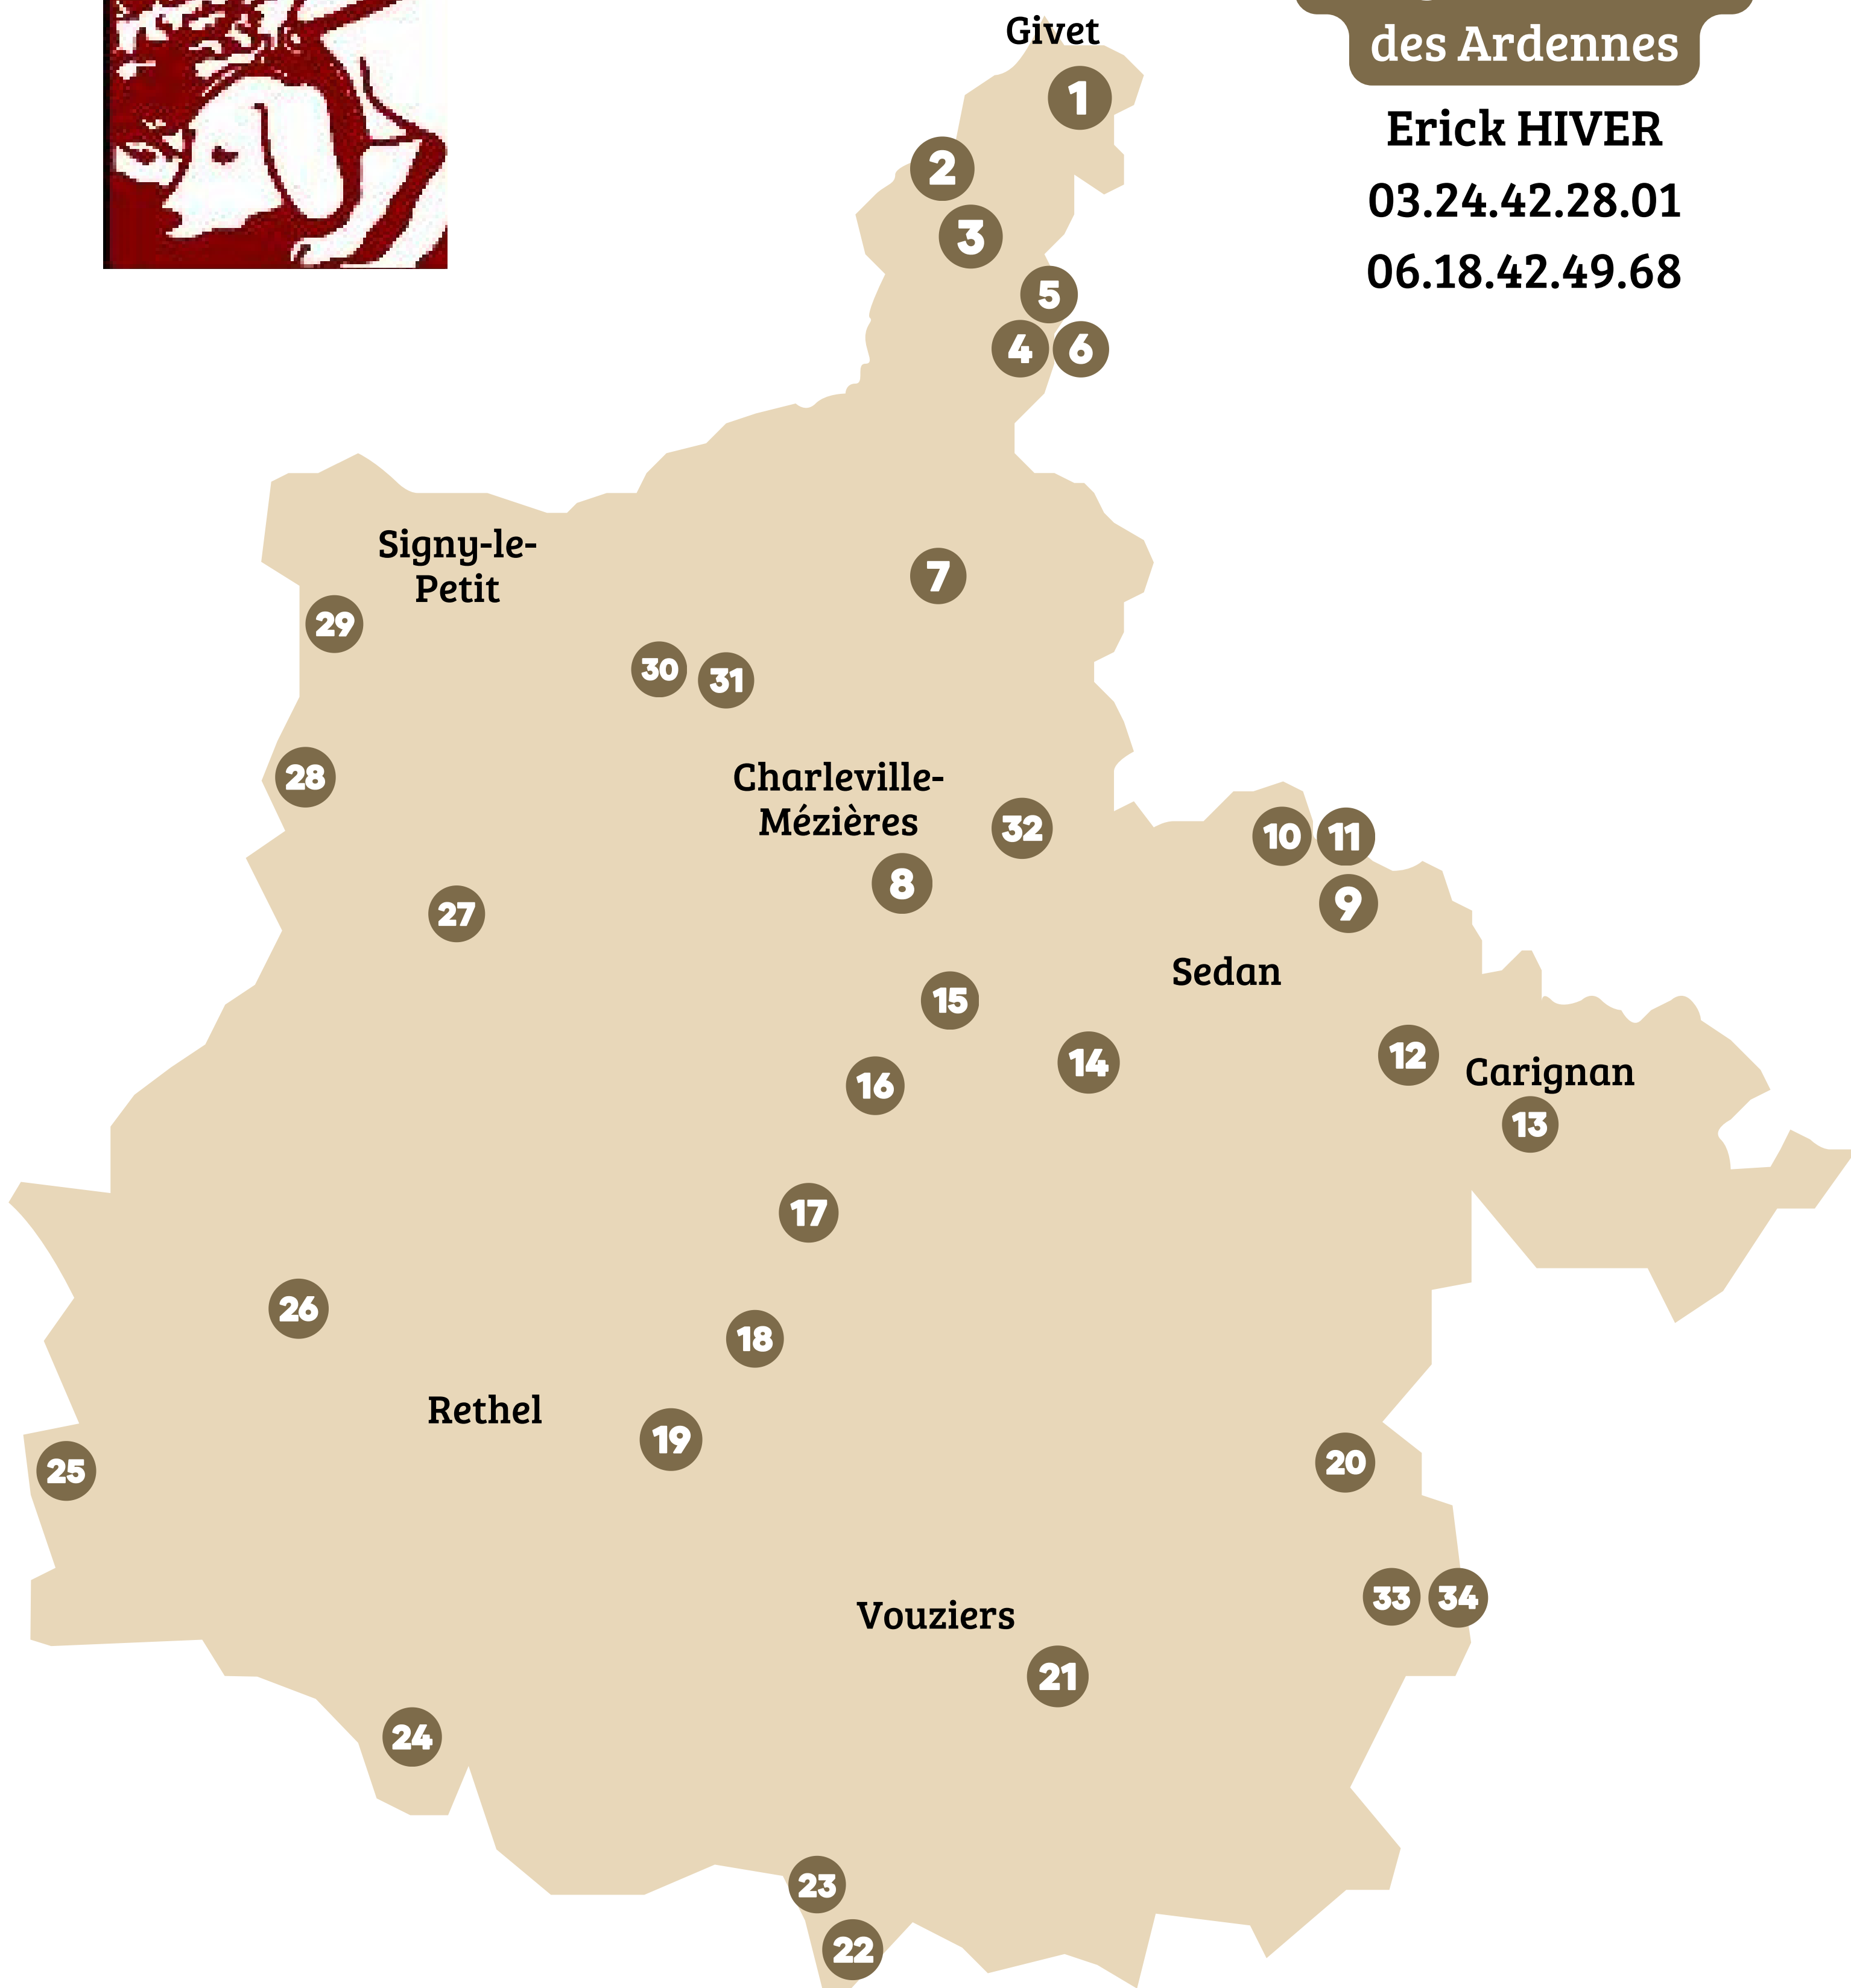 Givet
des Ardennes
1
Erick HIVER
2
03.24.42.28.01
3
06.18.42.49.68
5
4 6
Signy-le-
Petit
7
29
30 31
Charleville-
Mézières
28
32
10 11
8
9
27
Sedan
15
14
12
Carignan
16
13
17
26
18
Rethel
19
20
25
33 34
Vouziers
21
24
23
22